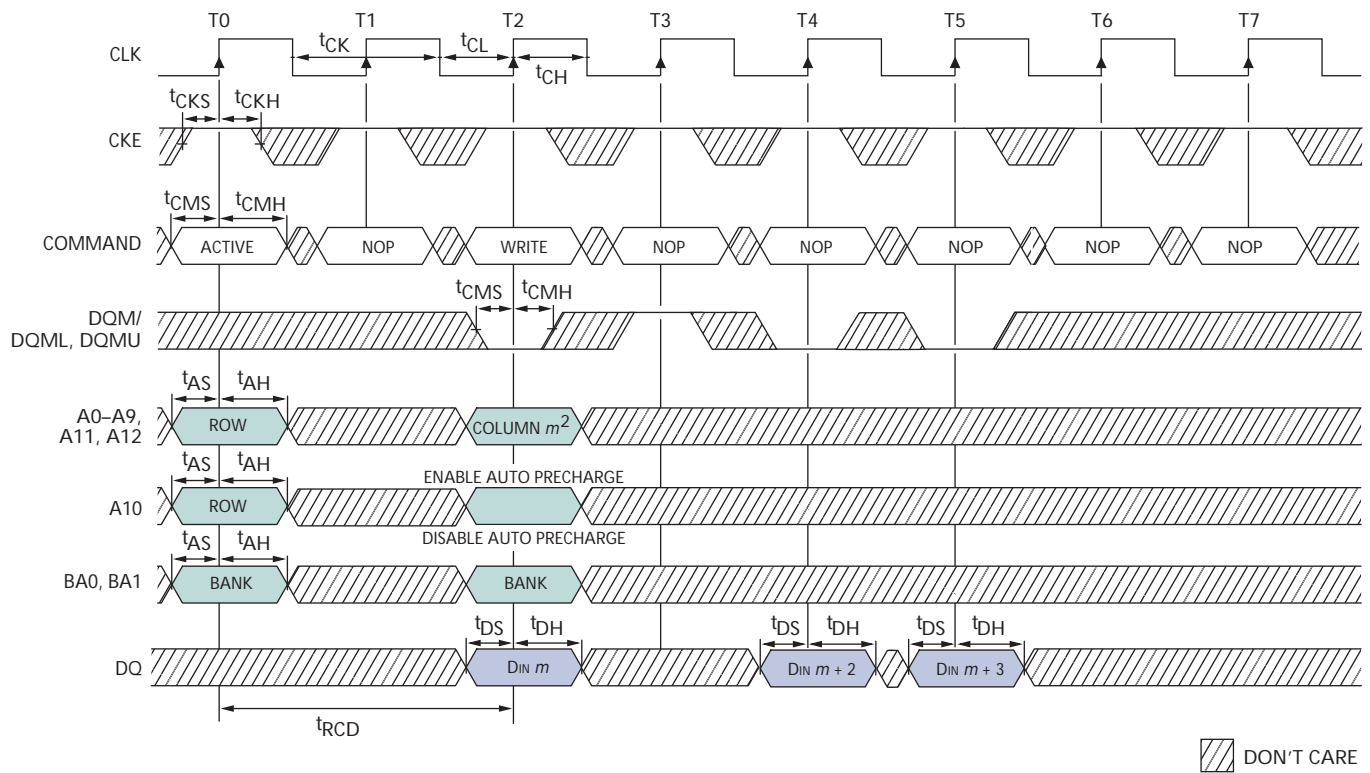 T0 T1 T2 T3 T4 T5 T6 T7
CLK
tCK tCL
tCH
tCKS tCKH
CKE
tCMS tCMH
COMMAND ACTIVE NOP WRITE NOP NOP NOP NOP NOP
tCMS tCMH
DQM/
DQML, DQMU
tAS tAH
A0–A9,
A11, A12 ROW COLUMN m2
tAS tAH
ENABLE AUTO PRECHARGE
A10 ROW
DISABLE AUTO PRECHARGE
tAS tAH
BA0, BA1 BANK BANK
tDS tDH tDS tDH tDS tDH
DQ DIN m DIN m + 2 DIN m + 3
tRCD
DON'T CARE